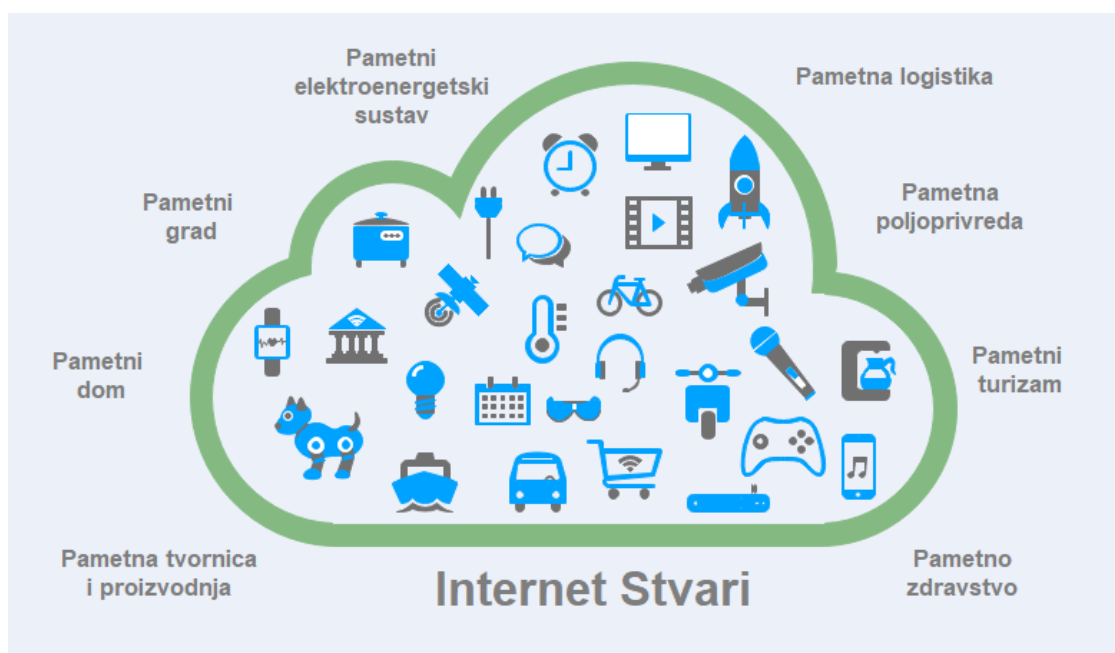 Pametni
elektroenergetski
sustav
Pametna logistika
Pametni
grad
Pametna
poljoprivreda
Pametni
dom
Pametni
turizam
Pametna tvornica
i proizvodnja
Pametno
zdravstvo
Internet Stvari